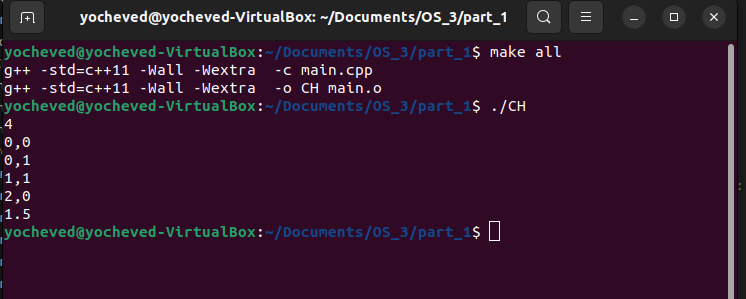 yocheved@yocheved-VirtualBox: ~/Documents/OS_3/part_1
yocheved@yocheved-VirtualBox:~/Documents/OS_3/part_1$ make all
g++ -std=c++11 -Wall -Wextra  -c main.cpp
g++ -std=c++11 -Wall -Wextra  -o CH main.o
yocheved@yocheved-VirtualBox:~/Documents/OS_3/part_1$ ./CH
4
0,0
0,1
1,1
2,0
1.5
yocheved@yocheved-VirtualBox:~/Documents/OS_3/part_1$